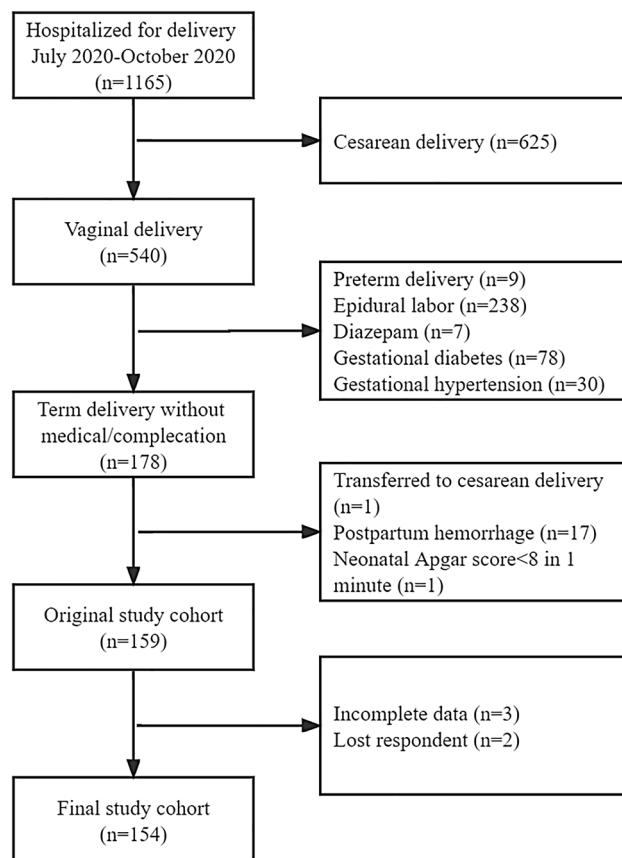 Hospitalized for delivery
July 2020-October 2020
(n=1165)
Cesarean delivery (n=625)
Vaginal delivery
(n=540)
Preterm delivery (n=9)
Epidural labor (n=238)
Diazepam (n=7)
Gestational diabetes (n=78)
Gestational hypertension (n=30)
Term delivery without
medical/complecation
(n=178)
Transferred to cesarean delivery
(n=1)
Postpartum hemorrhage (n=17)
Neonatal Apgar score<8 in 1
minute (n=1)
Original study cohort
(n=159)
Incomplete data (n=3)
Lost respondent (n=2)
Final study cohort
(n=154)